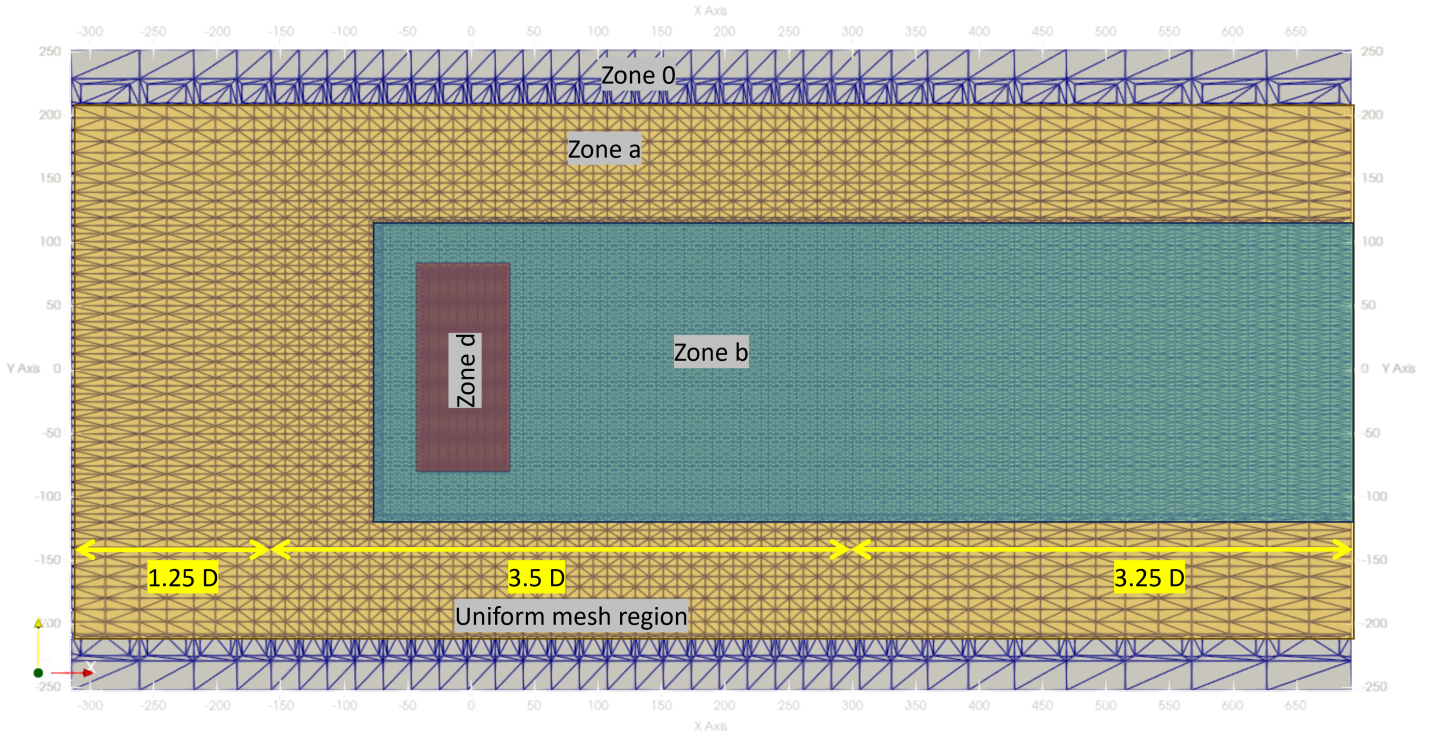 X Axis
-300 -250 -200 -150 -100 -50 0 50 100 150 200 250 300 350 400 450 500 550 600 650
250 250
Zone 0
200 200
Zone a
150 150
100 100
50 50
Zone d
Zone b
Y Axis 0 0 Y Axis
-50 -50
-100 -100
-150 -150
1.25 D 3.5 D 3.25 D
Uniform mesh region
-200 -200
X
-250 -250
-300 -250 -200 -150 -100 -50 0 50 100 150 200 250 300 350 400 450 500 550 600 650
X Axis